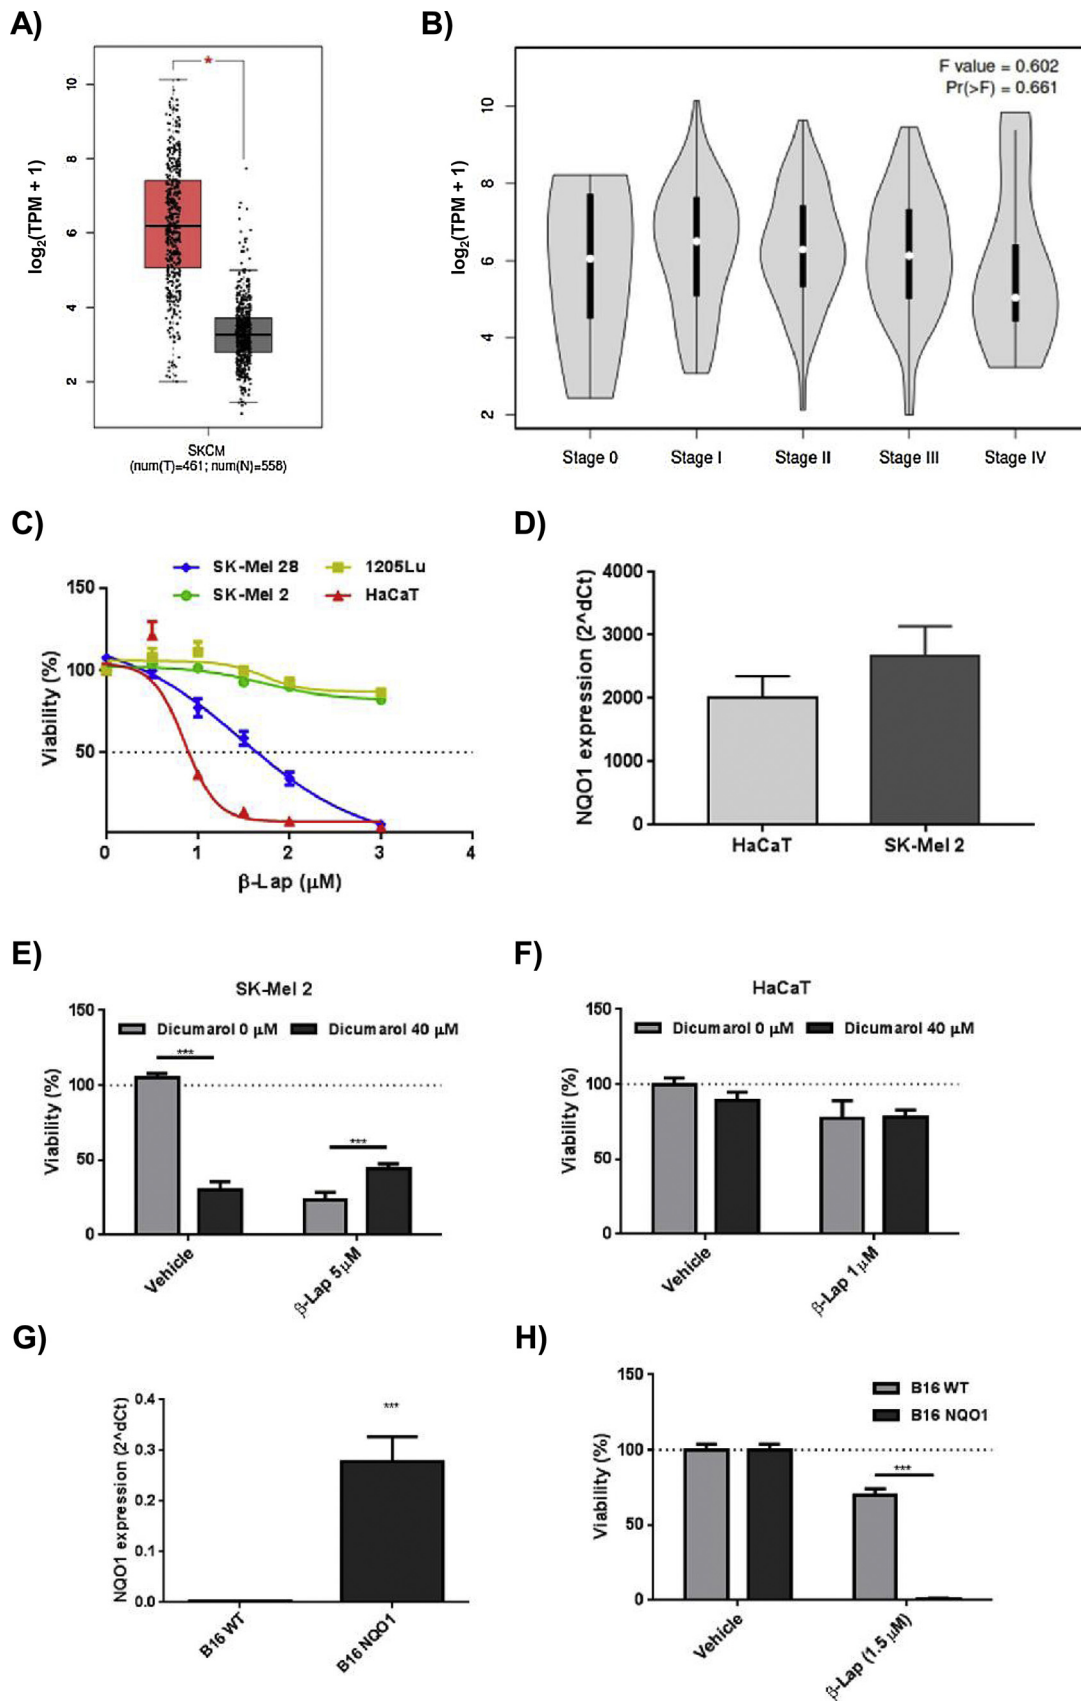 A)
*
log2(TPM + 1)
10
8
6
4
2
SKCM
(num(T)=461; num(N)=558)
B)
F value = 0.602
Pr(>F) = 0.661
log2(TPM + 1)
10
8
6
4
2
Stage 0
Stage I
Stage II
Stage III
Stage IV
C)
SK-Mel 28
1205Lu
SK-Mel 2
HaCaT
Viability (%)
150
100
50
0
1
2
3
4
β-Lap (μM)
D)
NQO1 expression (2^dCt)
4000
3000
2000
1000
0
HaCaT
SK-Mel 2
E)
SK-Mel 2
Dicumarol 0 μM
Dicumarol 40 μM
***
***
Viability (%)
150
100
50
0
Vehicle
β-Lap 5μM
F)
HaCaT
Dicumarol 0 μM
Dicumarol 40 μM
Viability (%)
150
100
50
0
Vehicle
β-Lap 1μM
G)
NQO1 expression (2^dCt)
0.4
0.3
0.2
0.1
0.0
***
B16 WT
B16 NQO1
H)
B16 WT
B16 NQO1
***
Viability (%)
150
100
50
0
Vehicle
β-Lap (1.5 μM)